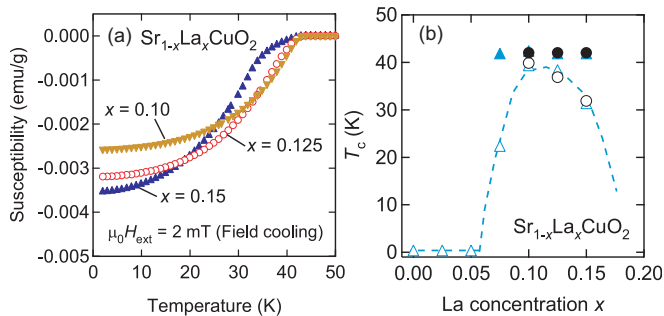 (a)
Sr1-xLaxCuO2
Susceptibility (emu/g)
0.000
-0.001
-0.002
-0.003
-0.004
-0.005
x = 0.10
x = 0.125
x = 0.15
μ0Hext = 2 mT (Field cooling)
0 10 20 30 40 50
Temperature (K)
(b)
Tc (K)
50
40
30
20
10
0
Sr1-xLaxCuO2
0.00 0.05 0.10 0.15 0.20
La concentration x